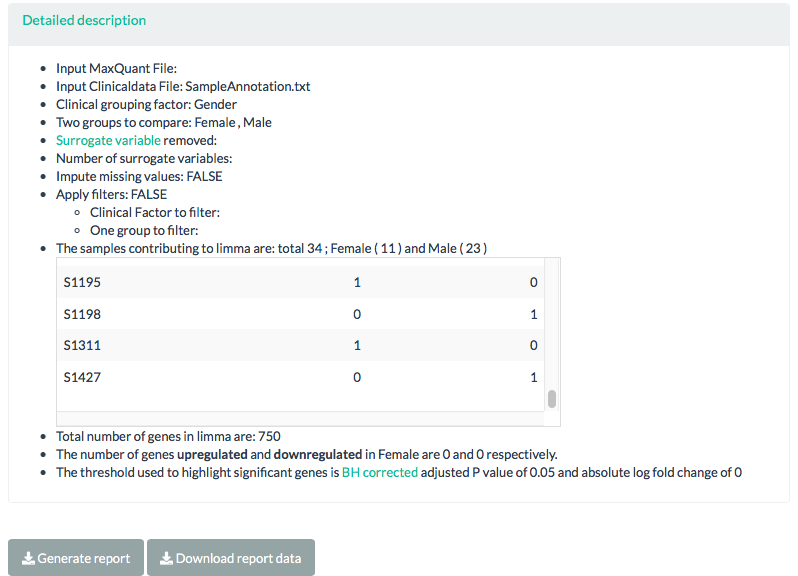 Detailed description
Input MaxQuant File:
Input Clinicaldata File: SampleAnnotation.txt
Clinical grouping factor: Gender
Two groups to compare: Female , Male
Surrogate variable removed:
Number of surrogate variables:
Impute missing values: FALSE
Apply filters: FALSE
Clinical Factor to filter:
One group to filter:
The samples contributing to limma are: total 34 ; Female ( 11 ) and Male ( 23 )
S1195 1 0
S1198 0 1
S1311 1 0
S1427 0 1
Total number of genes in limma are: 750
The number of genes upregulated and downregulated in Female are 0 and 0 respectively.
The threshold used to highlight significant genes is BH corrected adjusted P value of 0.05 and absolute log fold change of 0
Generate report Download report data